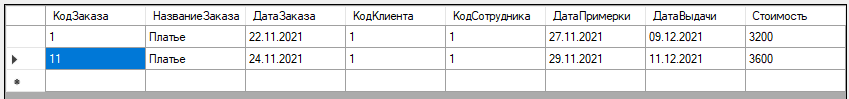 КодЗаказа НазваниеЗаказа ДатаЗаказа КодКлиента КодСотрудника ДатаПримерки ДатаВыдачи Стоимость
1 Платье 22.11.2021 1 1 27.11.2021 09.12.2021 3200
11 Платье 24.11.2021 1 1 29.11.2021 11.12.2021 3600